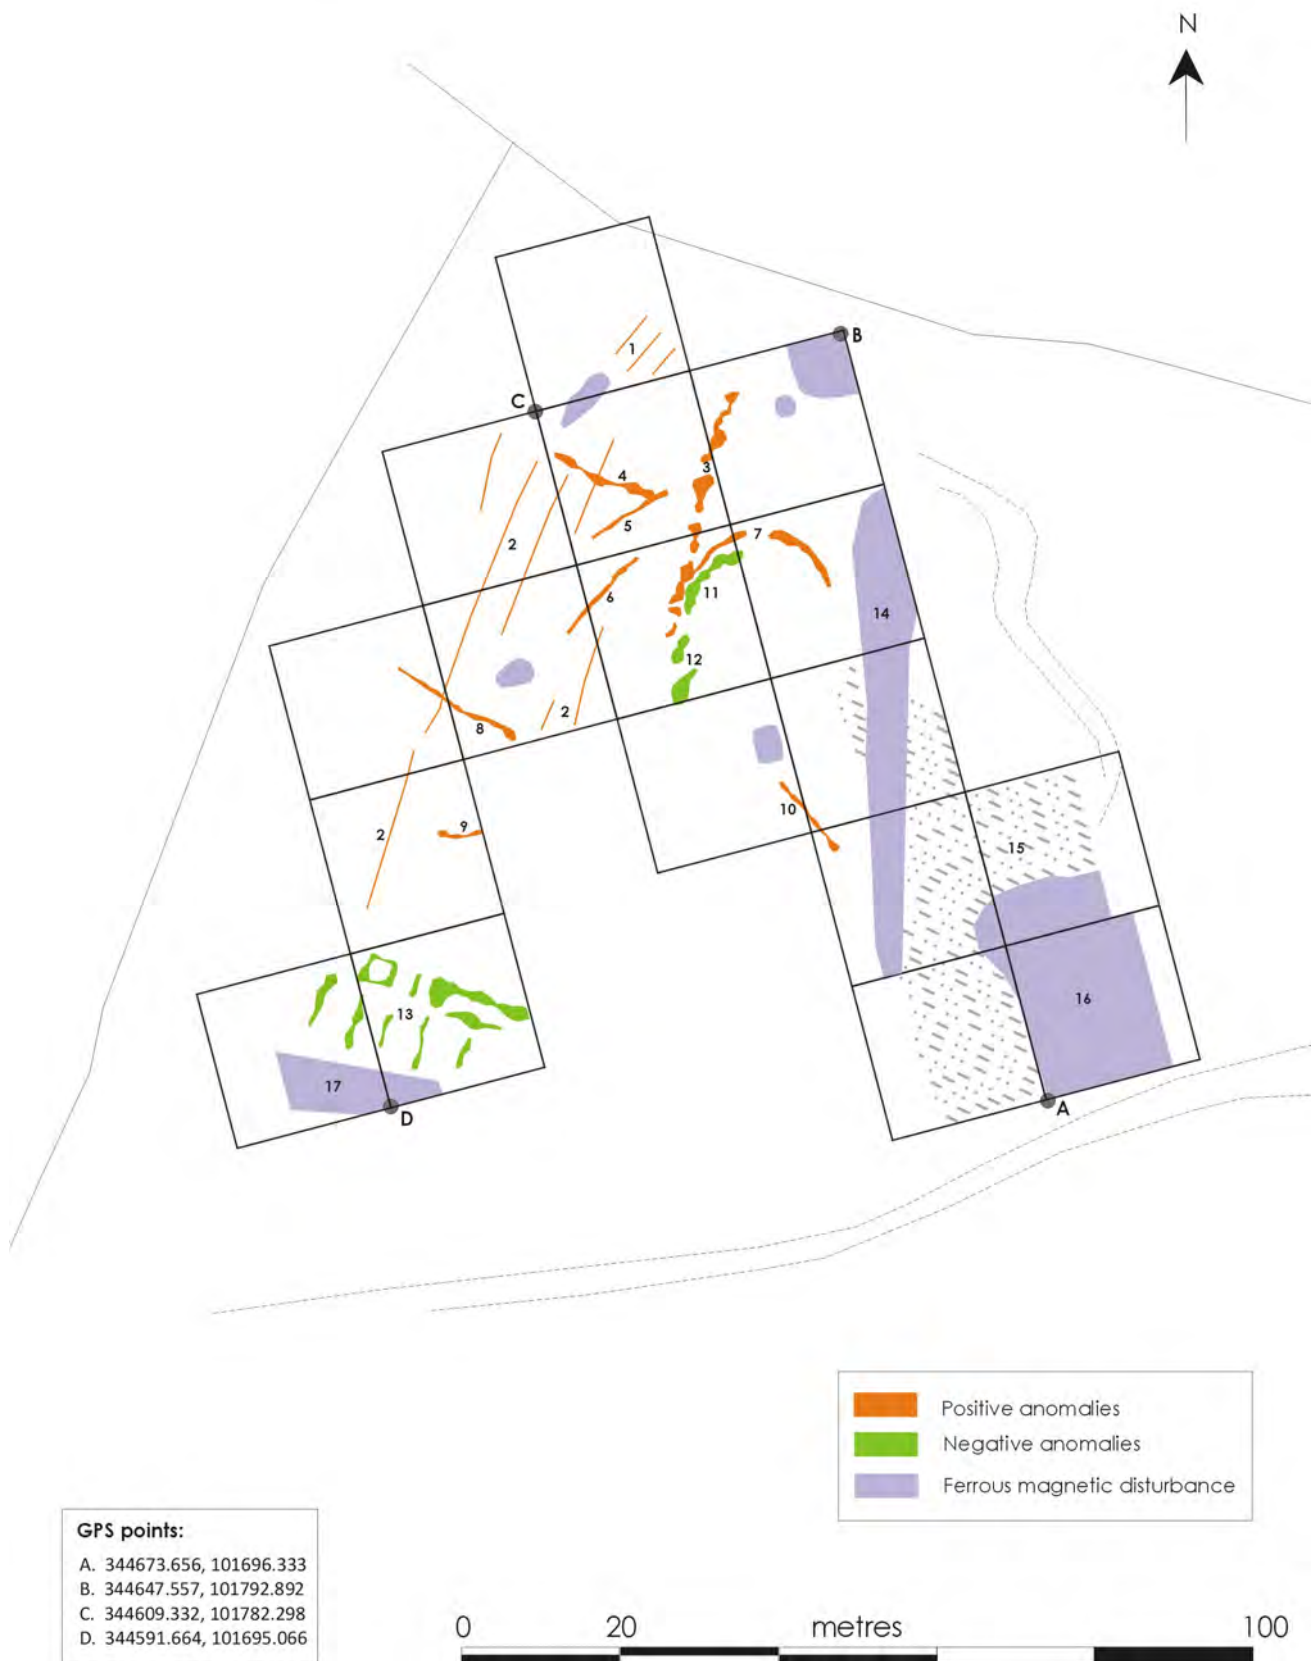 N
B
1
C
3
4
5
7
2
6
11
14
12
2
8
10
9
2
15
16
13
17
A
D
Positive anomalies
Negative anomalies
Ferrous magnetic disturbance
GPS points:
A. 344673.656, 101696.333
B. 344647.557, 101792.892
C. 344609.332, 101782.298
D. 344591.664, 101695.066
0 20 metres 100